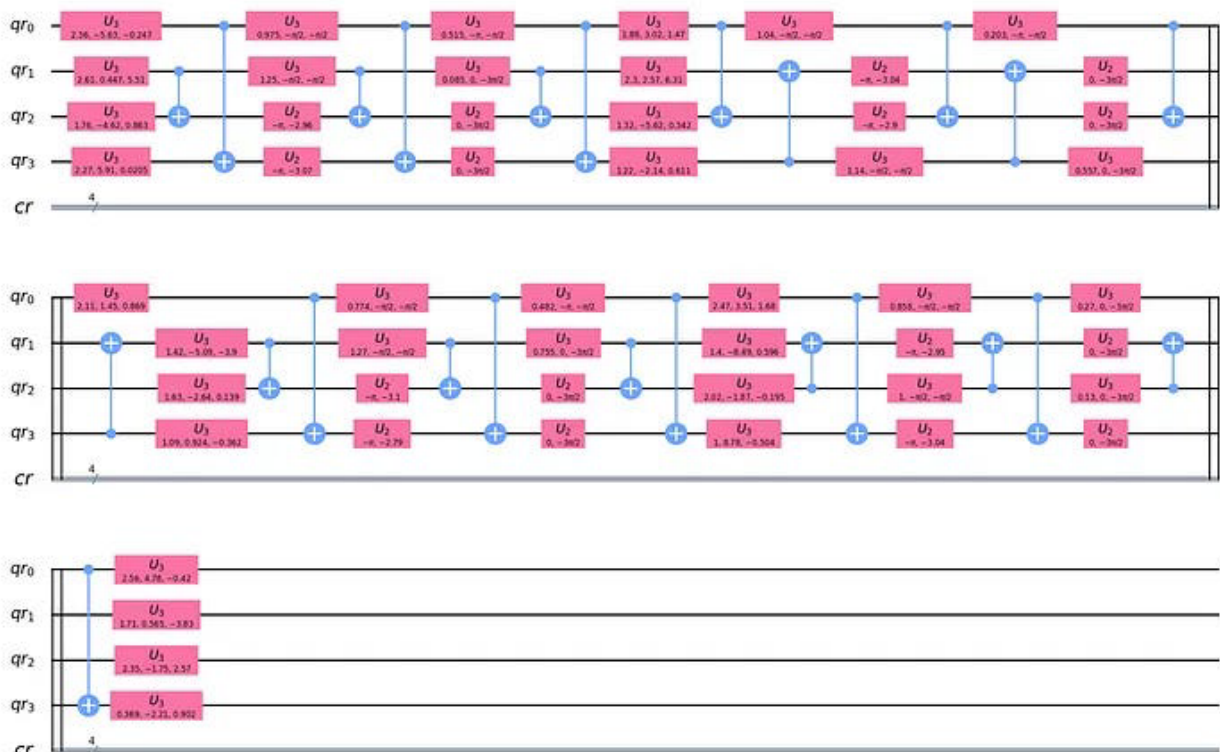 qr0 U3 U3 U3 U3 U3 U3
2.56, −5.63, −0.247 0.975, −π/2, −π/2 0.515, −π, −π/2 1.88, 3.02, 1.47 1.04, −π/2, −π/2 0.203, −π, −π/2
qr1 U3 U3 U3 U3 U2 U2
2.61, 0.447, 5.51 1.25, −π/2, −π/2 0.085, 0, −3π/2 2.3, 2.57, 6.31 −π, −3.04 0, −3π/2
qr2 U3 U2 U2 U3 U2 U2
1.76, −4.62, 0.863 −π, −2.96 0, −3π/2 1.32, −5.62, 0.342 −π, −2.9 0, −3π/2
qr3 U3 U2 U2 U3 U3 U3
2.27, 5.91, 0.0205 −π, −3.07 0, −3π/2 1.22, −2.14, 0.611 1.14, −π/2, −π/2 0.557, 0, −3π/2
cr 4
qr0 U3 U3 U3 U3 U3 U3
2.11, 1.45, 0.869 0.774, −π/2, −π/2 0.482, −π, −π/2 2.47, 3.51, 1.68 0.858, −π/2, −π/2 0.27, 0, −3π/2
qr1 U3 U3 U3 U3 U2 U2
1.42, −5.09, −3.9 1.27, −π/2, −π/2 0.755, 0, −3π/2 1.4, −8.49, 0.596 −π, −2.95 0, −3π/2
qr2 U3 U2 U2 U3 U3 U3
1.63, −2.64, 0.139 −π, −3.1 0, −3π/2 2.02, −1.87, −0.195 1, −π/2, −π/2 0.13, 0, −3π/2
qr3 U3 U2 U2 U3 U2 U2
1.09, 0.924, −0.362 −π, −2.79 0, −3π/2 1, 8.78, −0.504 −π, −3.04 0, −3π/2
cr 4
qr0 U3
2.56, 4.78, −0.42
qr1 U3
1.71, 0.565, −3.83
qr2 U3
2.35, −1.75, 2.57
qr3 U3
0.369, −2.21, 0.902
cr 4